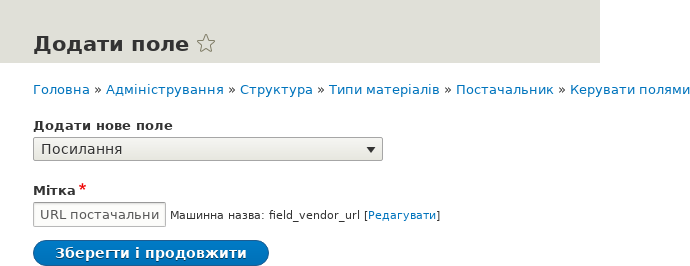 Додати поле
Головна » Адміністрування » Структура » Типи матеріалів » Постачальник » Керувати полями
Додати нове поле
Посилання
Мітка *
URL постачальни Машинна назва: field_vendor_url [Редагувати]
Зберегти і продовжити